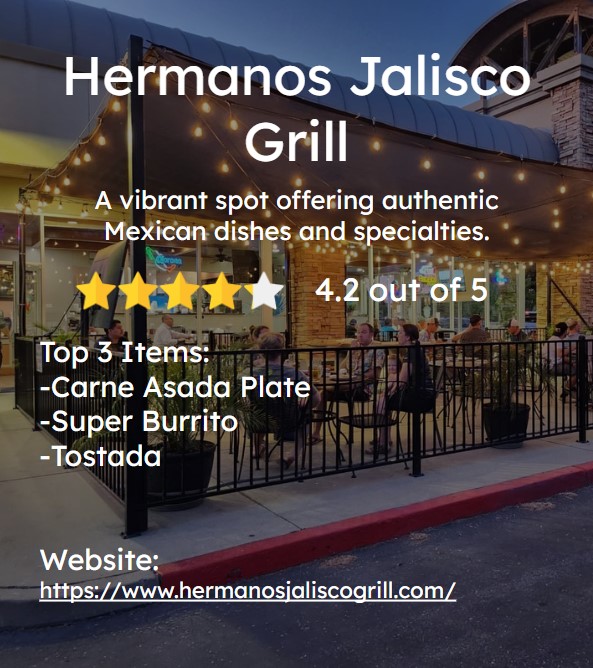 Hermanos Jalisco
Grill
A vibrant spot offering authentic
Mexican dishes and specialties.
4.2 out of 5
Top 3 Items:
-Carne Asada Plate
-Super Burrito
-Tostada
Website:
https://www.hermanosjaliscogrill.com/